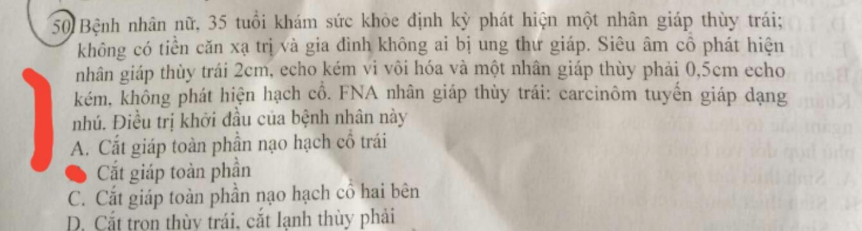 50 Bệnh nhân nữ, 35 tuổi khám sức khỏe định kỳ phát hiện một nhân giáp thùy trái;
không có tiền căn xạ trị và gia đình không ai bị ung thư giáp. Siêu âm cổ phát hiện
nhân giáp thùy trái 2cm, echo kém vi vôi hóa và một nhân giáp thùy phải 0,5cm echo
kém, không phát hiện hạch cổ. FNA nhân giáp thùy trái: carcinôm tuyến giáp dạng
nhú. Điều trị khởi đầu của bệnh nhân này
A. Cắt giáp toàn phần nạo hạch cổ trái
Cắt giáp toàn phần
C. Cắt giáp toàn phần nạo hạch cổ hai bên
D. Cắt trọn thùy trái, cắt lạnh thùy phải